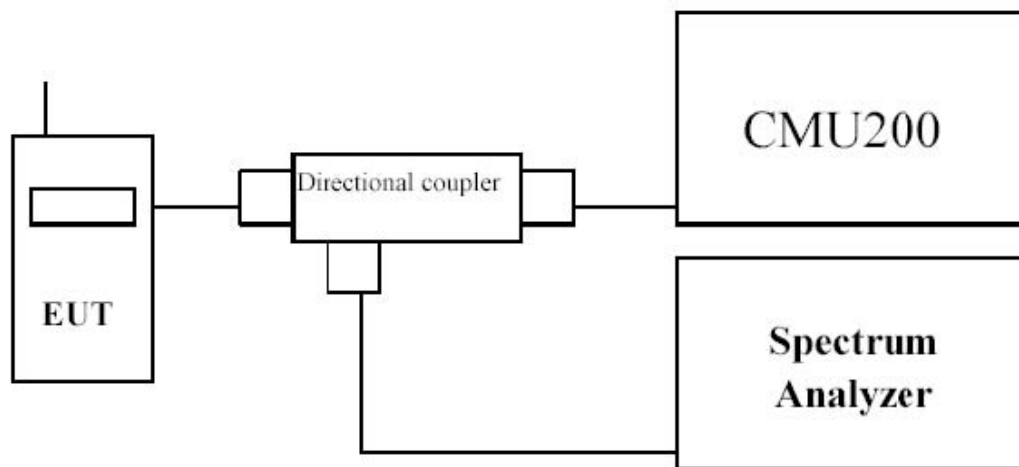 CMU200
Directional coupler
EUT
Spectrum
Analyzer